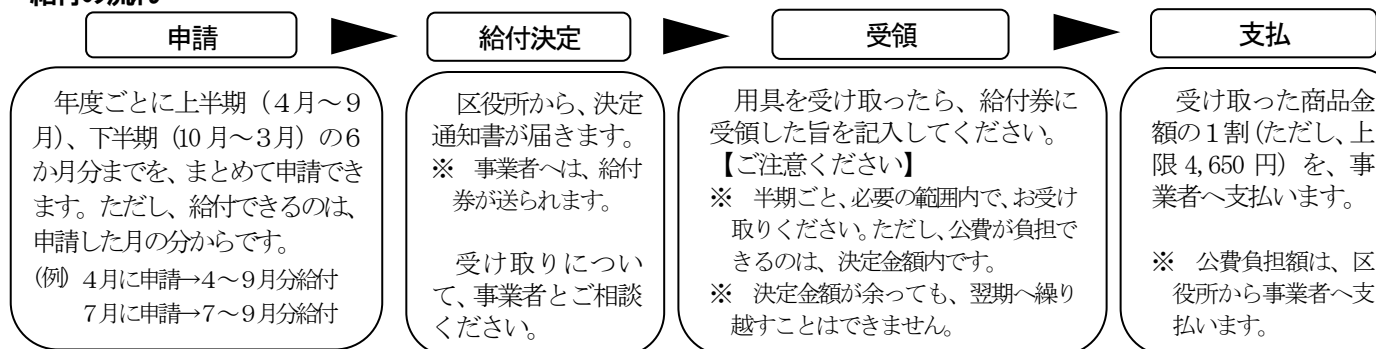 給付の流れ
申請
給付決定
受領
支払
年度ごとに上半期（4月～9
月）、下半期（10月～3月）の6
か月分までを、まとめて申請でき
ます。ただし、給付できるのは、
申請した月の分からです。
(例) 4月に申請→4～9月分給付
7月に申請→7～9月分給付
区役所から、決定
通知書が届きます。
※ 事業者へは、給付
券が送られます。
受け取りについ
て、事業者とご相談
ください。
用具を受け取ったら、給付券に
受領した旨を記入してください。
【ご注意ください】
※ 半期ごと、必要の範囲内で、お受け
取りください。ただし、公費が負担で
きるのは、決定金額内です。
※ 決定金額が余っても、翌期へ繰り
越すことはできません。
受け取った商品金
額の１割（ただし、上
限 4,650 円）を、事
業者へ支払います。
※ 公費負担額は、区
役所から事業者へ支
払います。